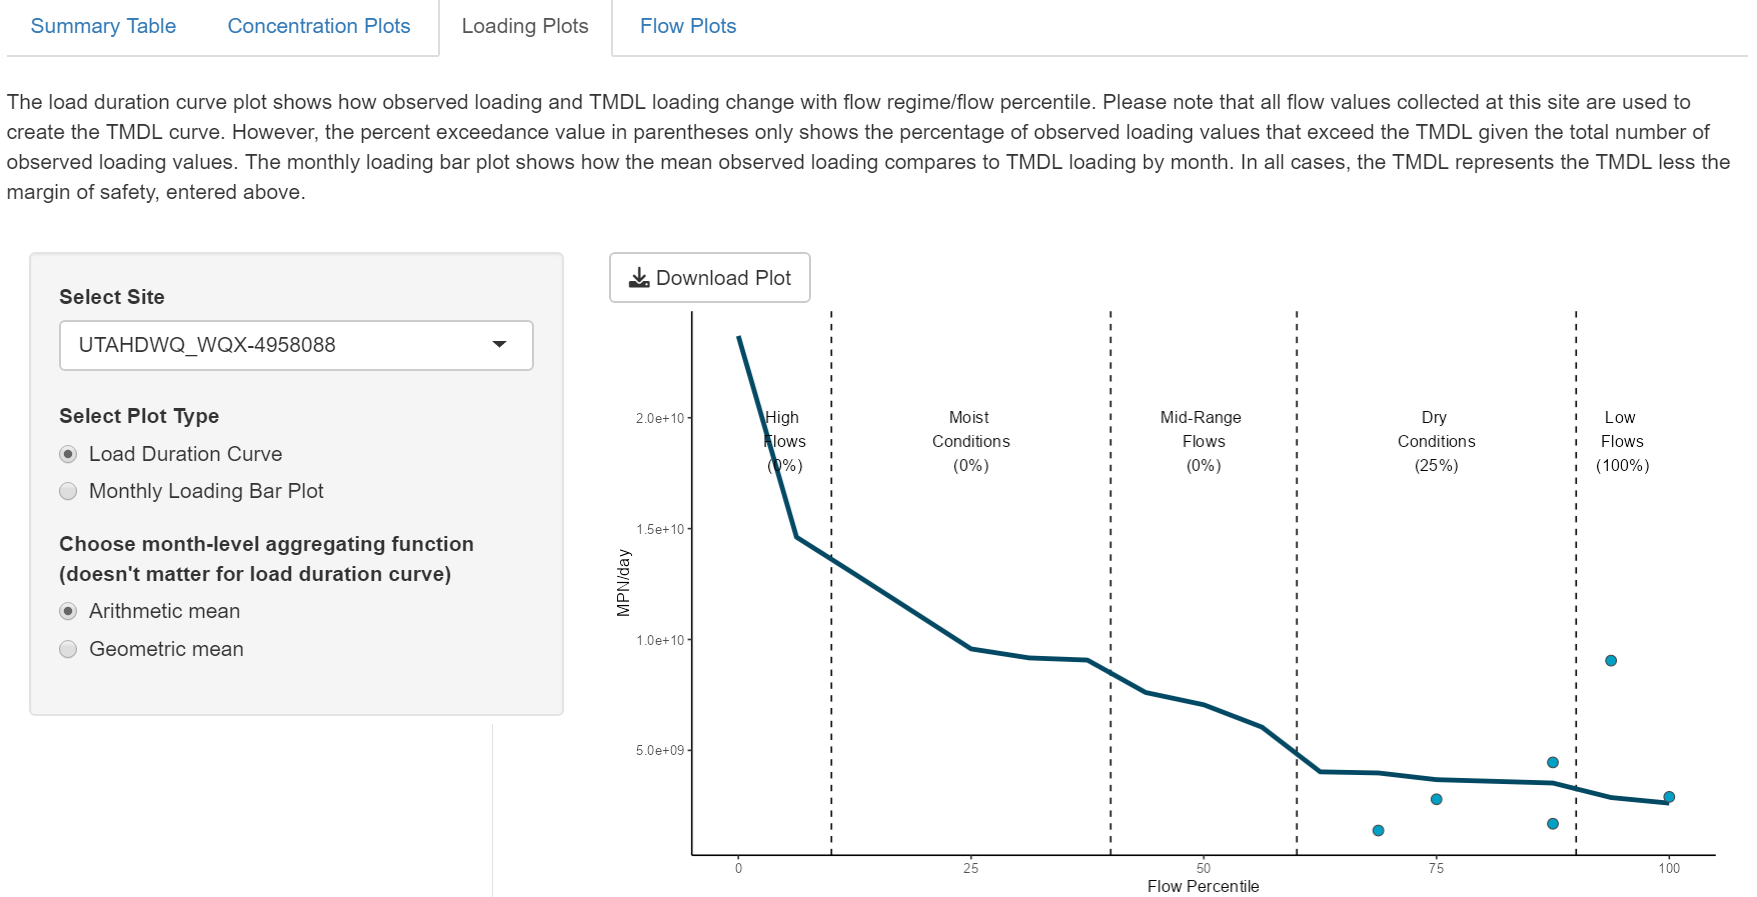 Summary Table
Concentration Plots
Loading Plots
Flow Plots
The load duration curve plot shows how observed loading and TMDL loading change with flow regime/flow percentile. Please note that all flow values collected at this site are used to
create the TMDL curve. However, the percent exceedance value in parentheses only shows the percentage of observed loading values that exceed the TMDL given the total number of
observed loading values. The monthly loading bar plot shows how the mean observed loading compares to TMDL loading by month. In all cases, the TMDL represents the TMDL less the
margin of safety, entered above.
Select Site
UTAHDWQ_WQX-4958088
Select Plot Type
Load Duration Curve
Monthly Loading Bar Plot
Choose month-level aggregating function
(doesn't matter for load duration curve)
Arithmetic mean
Geometric mean
Download Plot
High
Flows
(0%)
Moist
Conditions
(0%)
Mid-Range
Flows
(0%)
Dry
Conditions
(25%)
Low
Flows
(100%)
2.0e+10
1.5e+10
1.0e+10
5.0e+09
MPN/day
0
25
50
75
100
Flow Percentile